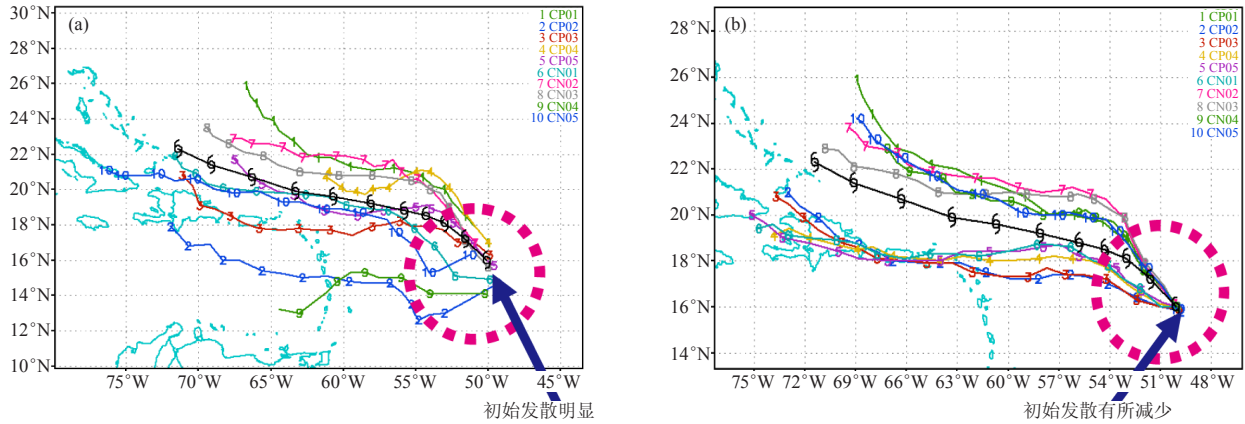 (a)
1 CP01
2 CP02
3 CP03
4 CP04
5 CP05
6 CN01
7 CN02
8 CN03
9 CN04
10 CN05
30°N
28°N
26°N
24°N
22°N
20°N
18°N
16°N
14°N
12°N
10°N
75°W 70°W 65°W 60°W 55°W 50°W 45°W
初始发散明显
(b)
1 CP01
2 CP02
3 CP03
4 CP04
5 CP05
6 CN01
7 CN02
8 CN03
9 CN04
10 CN05
28°N
26°N
24°N
22°N
20°N
18°N
16°N
14°N
75°W 72°W 69°W 66°W 63°W 60°W 57°W 54°W 51°W 48°W
初始发散有所减少